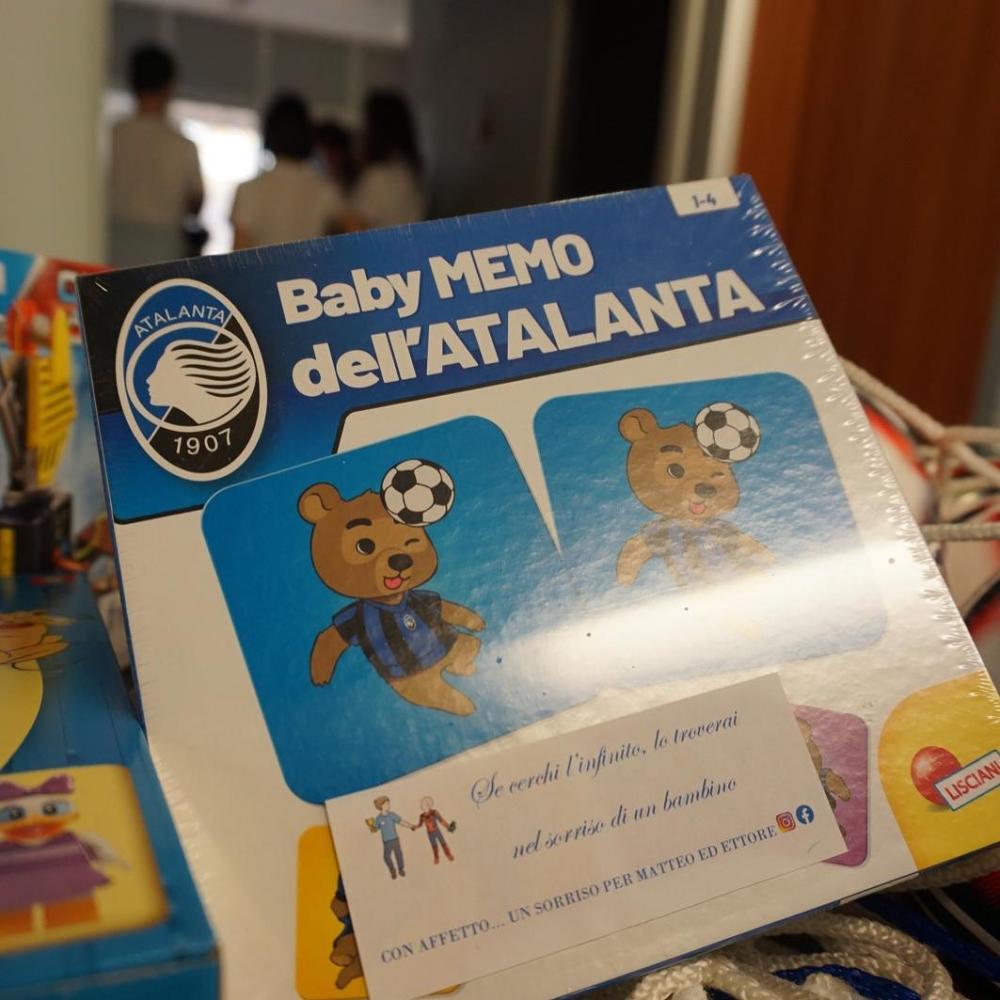 1-4
Baby MEMO
dell'ATALANTA
ATALANTA
1907
Se cerchi l'infinito, lo troverai
nel sorriso di un bambino
CON AFFETTO... UN SORRISO PER MATTEO ED ETTORE
LISCIANI